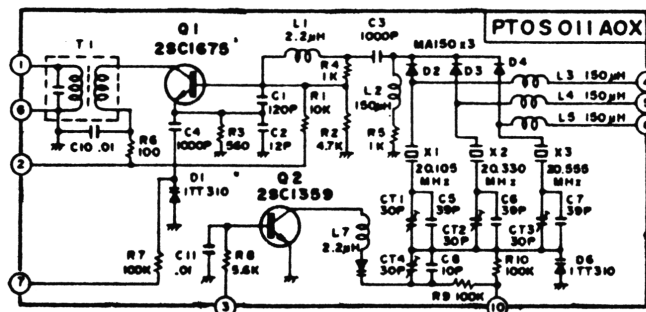 PTOS011AOX
T1
Q1
2SC1675
L1
2.2μH
C3
1000P
MA150x3
D2
D3
D4
R4
1K
L2
150μH
L3 150μH
L4 150μH
L5 150μH
1
6
2
7
3
10
4
5
C10 .01
R6
100
C4
1000P
R3
560
C1
120P
C2
12P
R1
10K
R2
4.7K
R5
1K
X1
20.105
MHz
X2
20.330
MHz
X3
20.555
MHz
D1
1TT310
Q2
2SC1359
CT1
30P
C5
39P
CT2
30P
C6
39P
CT3
30P
C7
39P
L7
2.2μH
R7
100K
C11
.01
R8
5.6K
CT4
30P
C8
10P
R10
100K
D6
1TT310
R9 100K